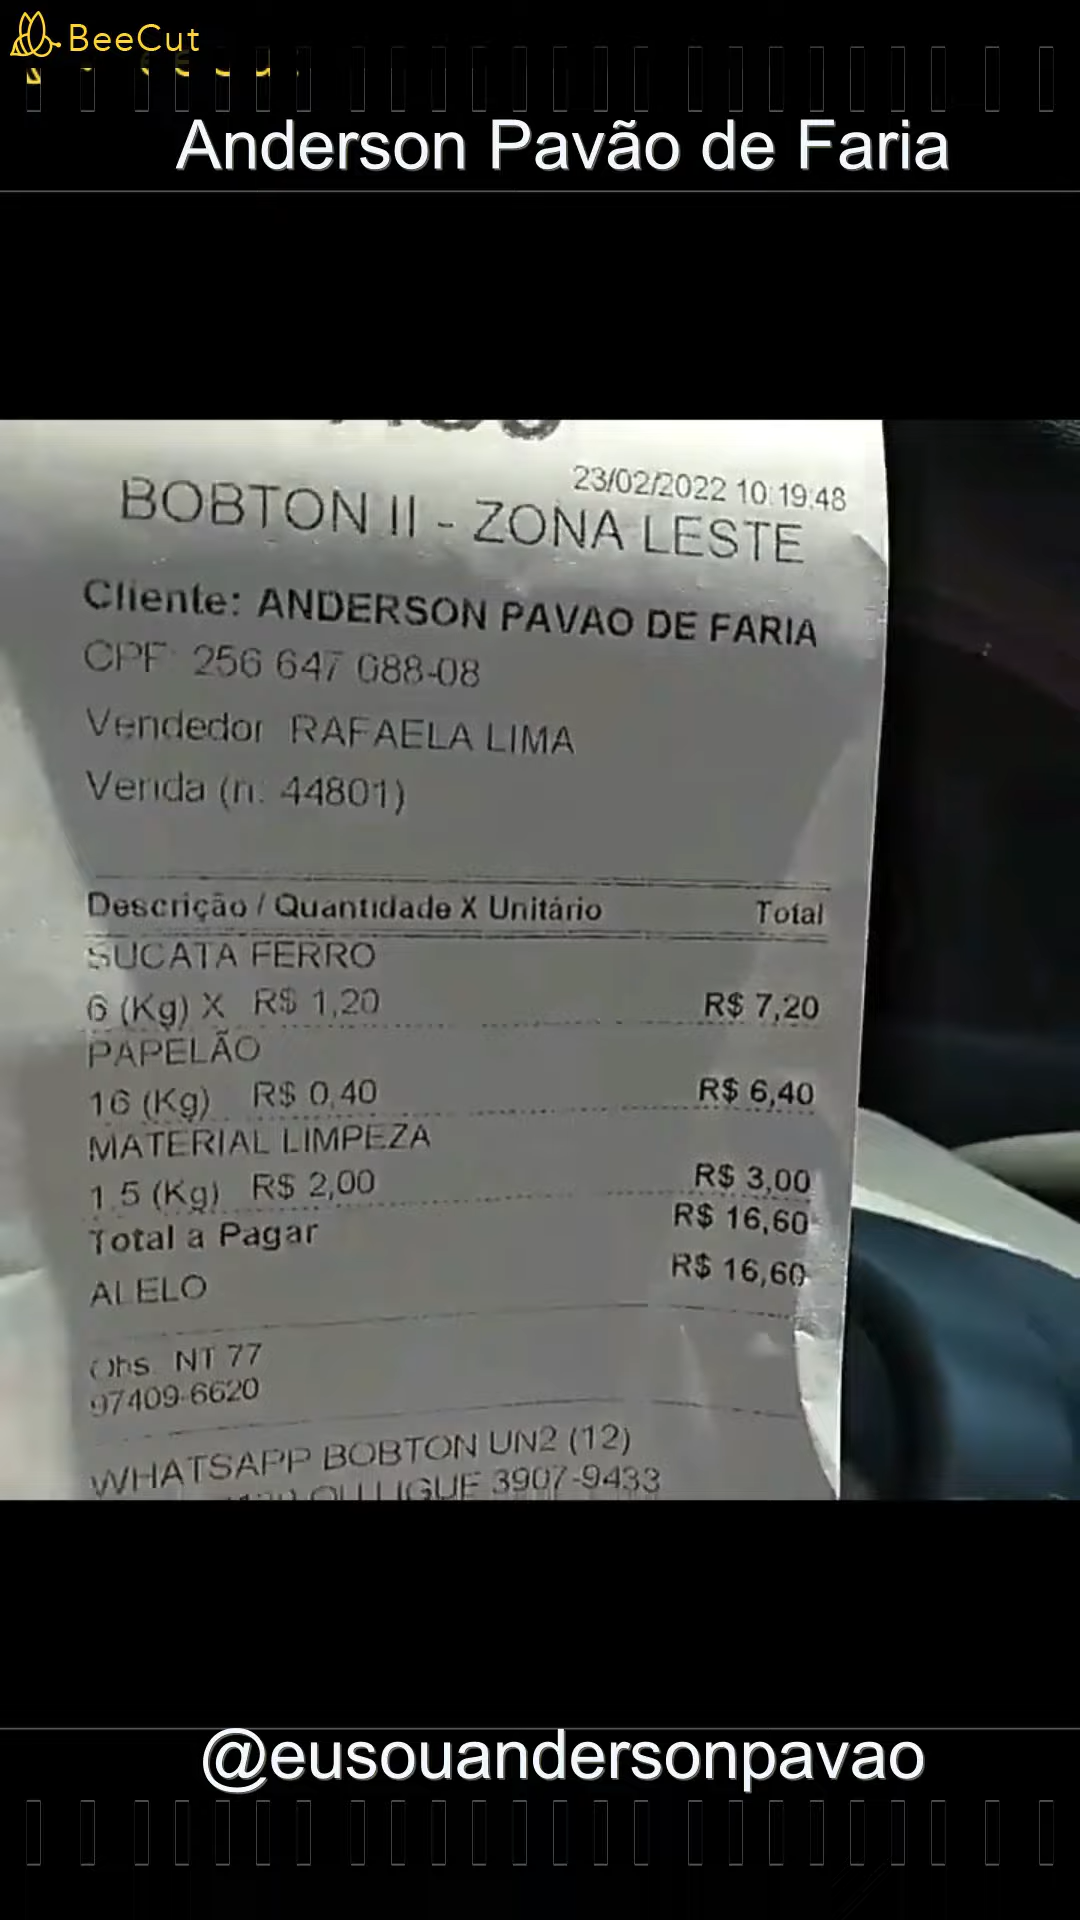 BeeCut
Anderson Pavão de Faria
23/02/2022 10:19:48
BOBTON II - ZONA LESTE
Cliente: ANDERSON PAVAO DE FARIA
CPF: 256 647 088-08
Vendedor RAFAELA LIMA
Venda (n: 44801)
Descrição / Quantidade X Unitário Total
SUCATA FERRO
6 (Kg) X R$ 1,20 R$ 7,20
PAPELÃO
16 (Kg) R$ 0,40 R$ 6,40
MATERIAL LIMPEZA
1.5 (Kg) R$ 2,00 R$ 3,00
Total a Pagar R$ 16,60
ALELO R$ 16,60
Obs: NT 77
97409-6620
WHATSAPP BOBTON UN2 (12)
OU LIGUE 3907-9433
@eusouandersonpavao